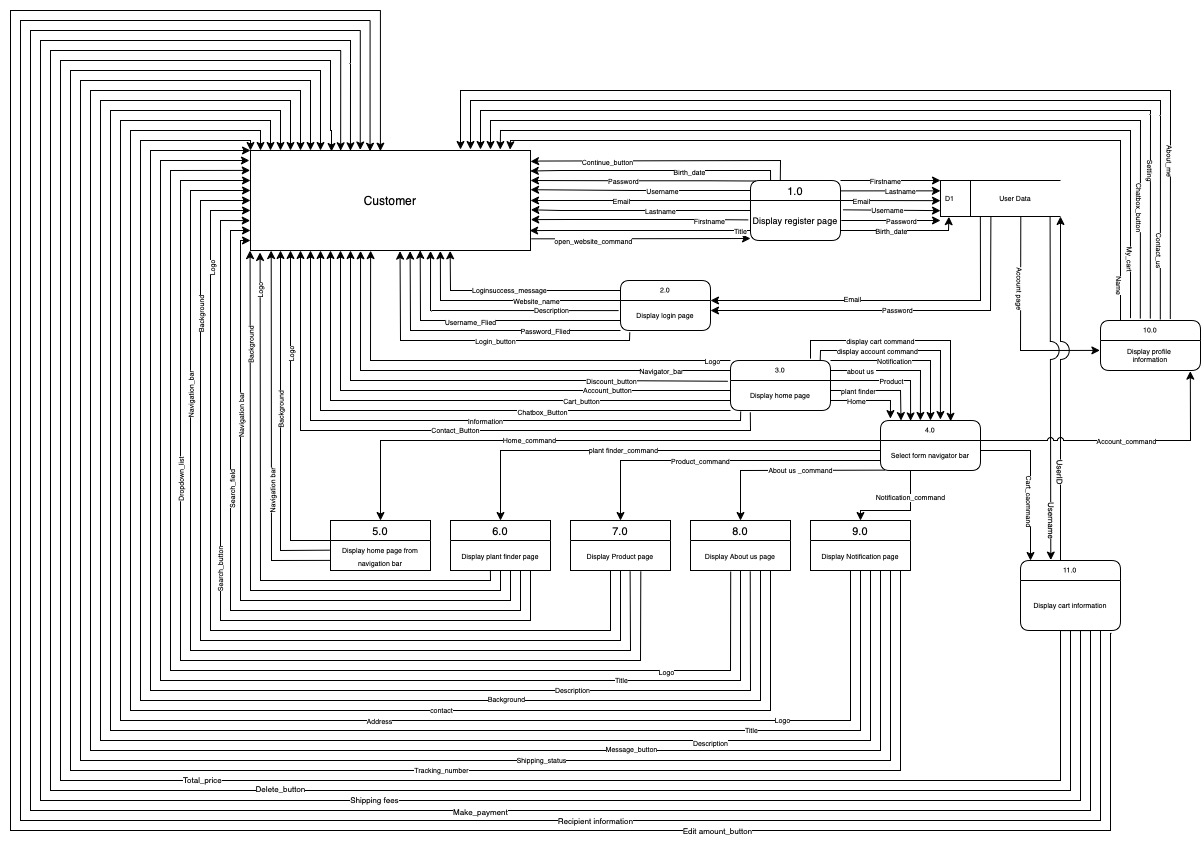 Continue_button
Birth_date
Password
Username
Email
Lastname
Firstname
Title
open_website_command
Customer
1.0
Display register page
Firstname
Lastname
Email
Username
Password
Birth_date
D1
User Data
About_me
Setting
Chatbox_button
Contact_us
My_cart
Name
Account page
10.0
Display profile
information
Loginsuccess_message
Website_name
Description
Username_Flied
Password_Flied
Login_button
2.0
Display login page
Email
Password
display cart command
display account command
Notification
about us
Product
plant finder
Home
Logo
Navigator_bar
Discount_button
Account_button
Cart_button
Chatbox_Button
Information
Contact_Button
3.0
Display home page
4.0
Select form navigator bar
Home_command
plant finder_command
Product_command
About us _command
Notification_command
Account_command
Cart_caommand
Username
UserID
Logo
Background
Navigation_bar
Dropdown_list
Search_button
Search_field
Navigation bar
Background
Logo
Navigation bar
Background
Logo
5.0
Display home page from
navigation bar
6.0
Display plant finder page
7.0
Display Product page
8.0
Display About us page
9.0
Display Notification page
11.0
Display cart information
Logo
Title
Description
Background
contact
Address
Logo
Title
Description
Message_button
Shipping_status
Tracking_number
Total_price
Delete_button
Shipping fees
Make_payment
Recipient information
Edit amount_button